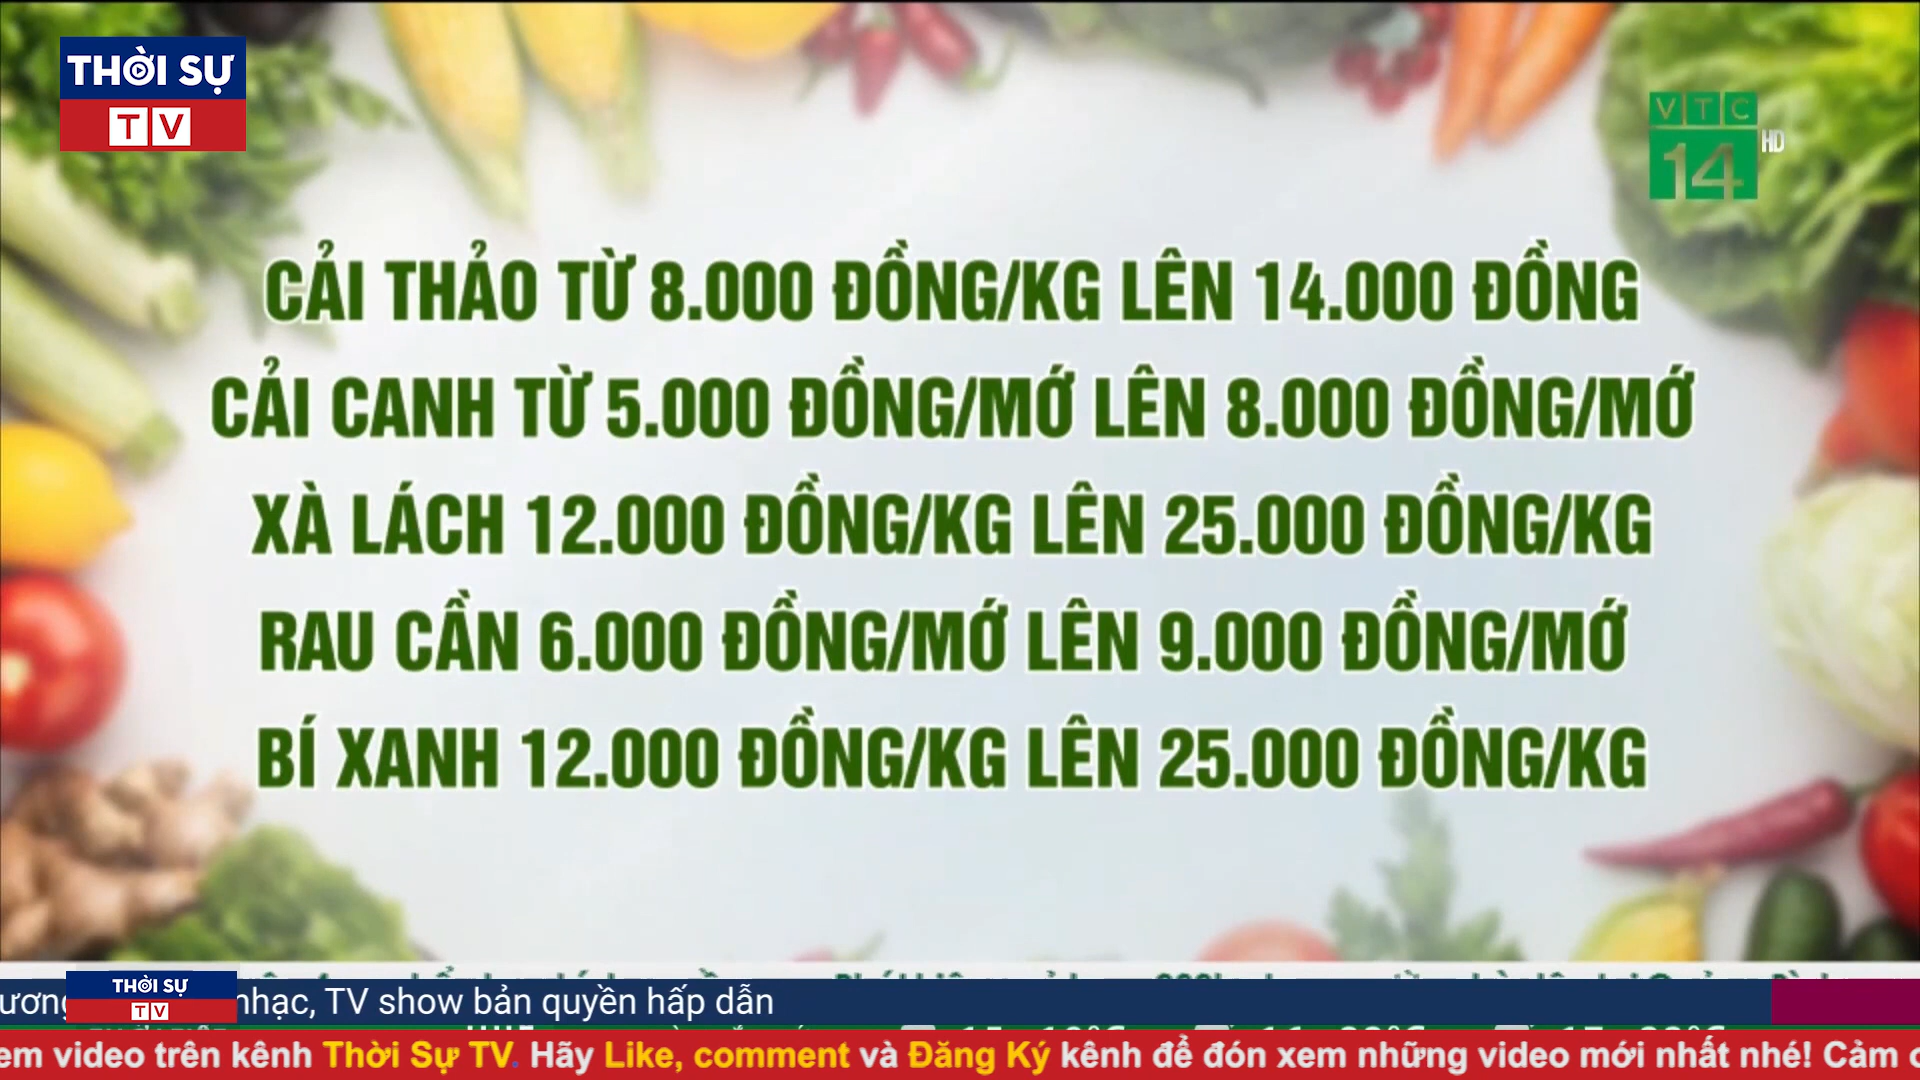 THỜI SỰ
TV
VTC
14 HD
CẢI THẢO TỪ 8.000 ĐỒNG/KG LÊN 14.000 ĐỒNG
CẢI CANH TỪ 5.000 ĐỒNG/MỚ LÊN 8.000 ĐỒNG/MỚ
XÀ LÁCH 12.000 ĐỒNG/KG LÊN 25.000 ĐỒNG/KG
RAU CẦN 6.000 ĐỒNG/MỚ LÊN 9.000 ĐỒNG/MỚ
BÍ XANH 12.000 ĐỒNG/KG LÊN 25.000 ĐỒNG/KG
THỜI SỰ
TV
nhạc, TV show bản quyền hấp dẫn
em video trên kênh Thời Sự TV. Hãy Like, comment và Đăng Ký kênh để đón xem những video mới nhất nhé! Cảm